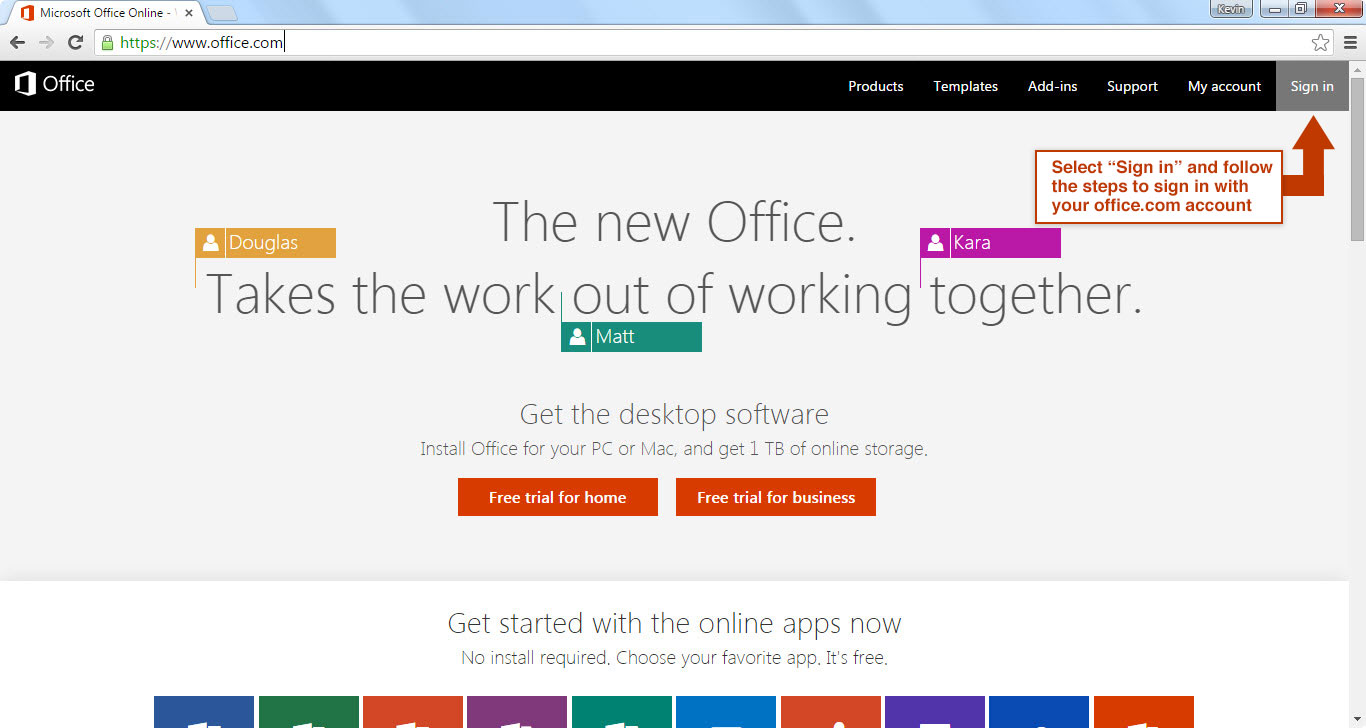 Microsoft Office Online -
Kevin
https://www.office.com
Office
Products
Templates
Add-ins
Support
My account
Sign in
Select “Sign in” and follow
the steps to sign in with
your office.com account
The new Office.
Douglas
Kara
Takes the work out of working together.
Matt
Get the desktop software
Install Office for your PC or Mac, and get 1 TB of online storage.
Free trial for home
Free trial for business
Get started with the online apps now
No install required. Choose your favorite app. It's free.